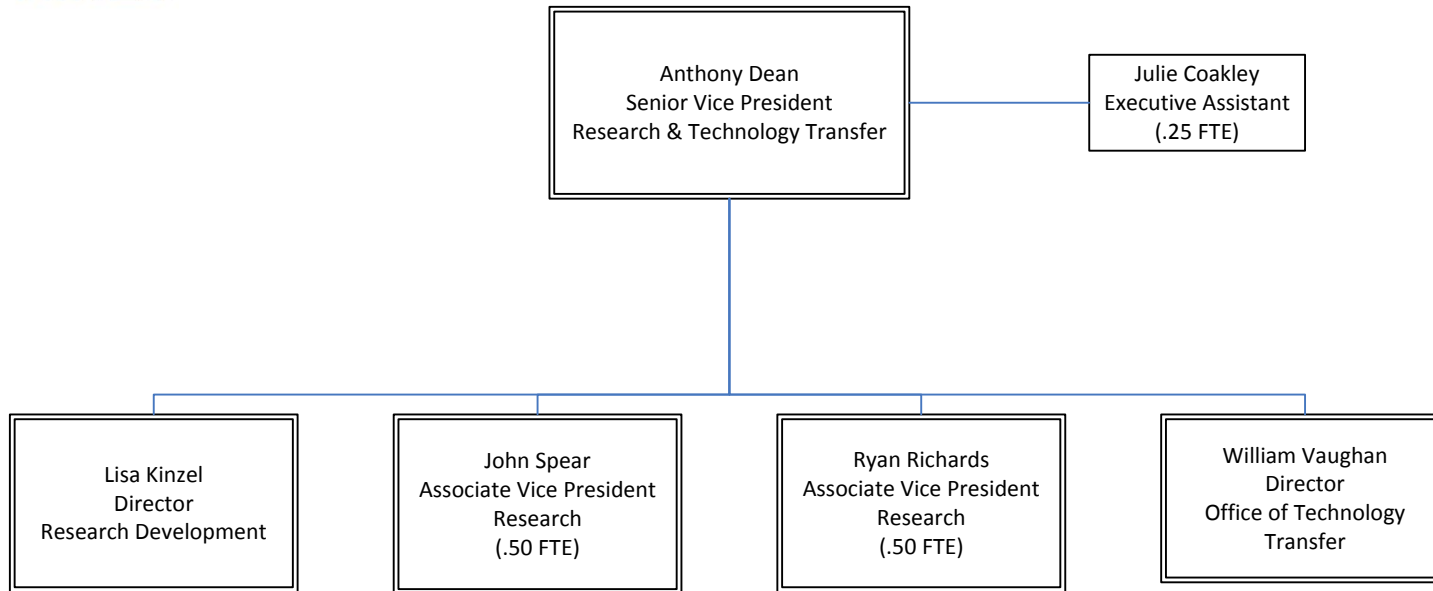 Anthony Dean
Senior Vice President
Research & Technology Transfer
Julie Coakley
Executive Assistant
(.25 FTE)
Lisa Kinzel
Director
Research Development
John Spear
Associate Vice President
Research
(.50 FTE)
Ryan Richards
Associate Vice President
Research
(.50 FTE)
William Vaughan
Director
Office of Technology
Transfer